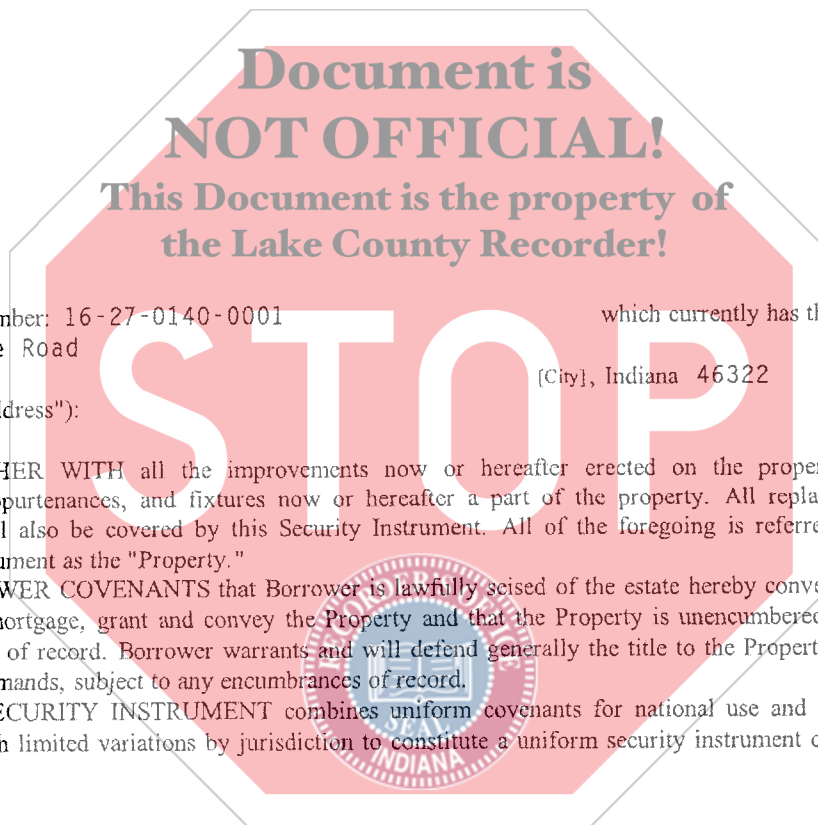 Document is
NOT OFFICIAL!
This Document is the property of
the Lake County Recorder!
STOP
nber: 16-27-0140-0001 which currently has th
e Road
[City], Indiana 46322
ddress"):
HER WITH all the improvements now or hereafter erected on the proper
ppurtenances, and fixtures now or hereafter a part of the property. All repla
l also be covered by this Security Instrument. All of the foregoing is referre
ument as the "Property."
WER COVENANTS that Borrower is lawfully seised of the estate hereby conve
ortgage, grant and convey the Property and that the Property is unencumbered
of record. Borrower warrants and will defend generally the title to the Propert
mands, subject to any encumbrances of record.
ECURITY INSTRUMENT combines uniform covenants for national use and
h limited variations by jurisdiction to constitute a uniform security instrument c
RECORDER'S OFFICE
SEAL
INDIANA